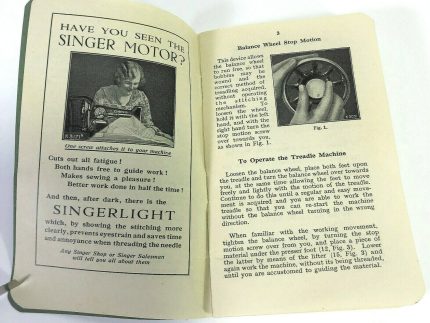 HAVE YOU SEEN THE
SINGER MOTOR?
One screw attaches it to your machine
Cuts out all fatigue!
Both hands free to guide work!
Makes sewing a pleasure!
Better work done in half the time!
And then, after dark, there is the
SINGERLIGHT
which, by showing the stitching more
clearly, prevents eyestrain and saves time
and annoyance when threading the needle
Any Singer Shop or Singer Salesman
will tell you all about them
3
Balance Wheel Stop Motion
This device allows
the balance wheel
to run free, so that
bobbins may be
wound and the
correct method of
treadling acquired,
without operating
the stitching
mechanism. To
loosen the wheel,
hold it with the left
hand, and with the
right hand turn the
stop motion screw
over towards you,
as shown in Fig. 1.
Fig. 1.
To Operate the Treadle Machine
Loosen the balance wheel, place both feet upon
the treadle and turn the balance wheel over towards
you, at the same time allowing the feet to move
freely and lightly with the motion of the treadle.
Continue to do this until a regular and easy move-
ment is acquired and you are able to work the
treadle so that you can re-start the machine
without the balance wheel turning in the wrong
direction.
When familiar with the working movement,
tighten the balance wheel, by turning the stop
motion screw over from you, and place a piece of
material under the presser foot (12, Fig. 3). Lower
the latter by means of the lifter (15, Fig. 3) and
again work the machine, without its being threaded,
until you are accustomed to guiding the material.